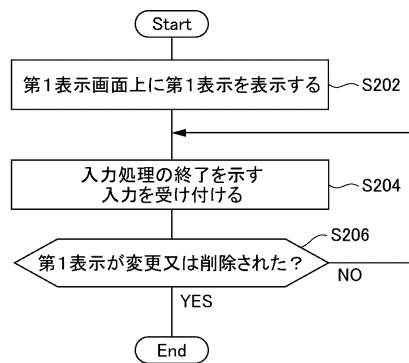 Start
第1表示画面上に第1表示を表示する
S202
入力処理の終了を示す
入力を受け付ける
S204
S206
第1表示が変更又は削除された？
NO
YES
End